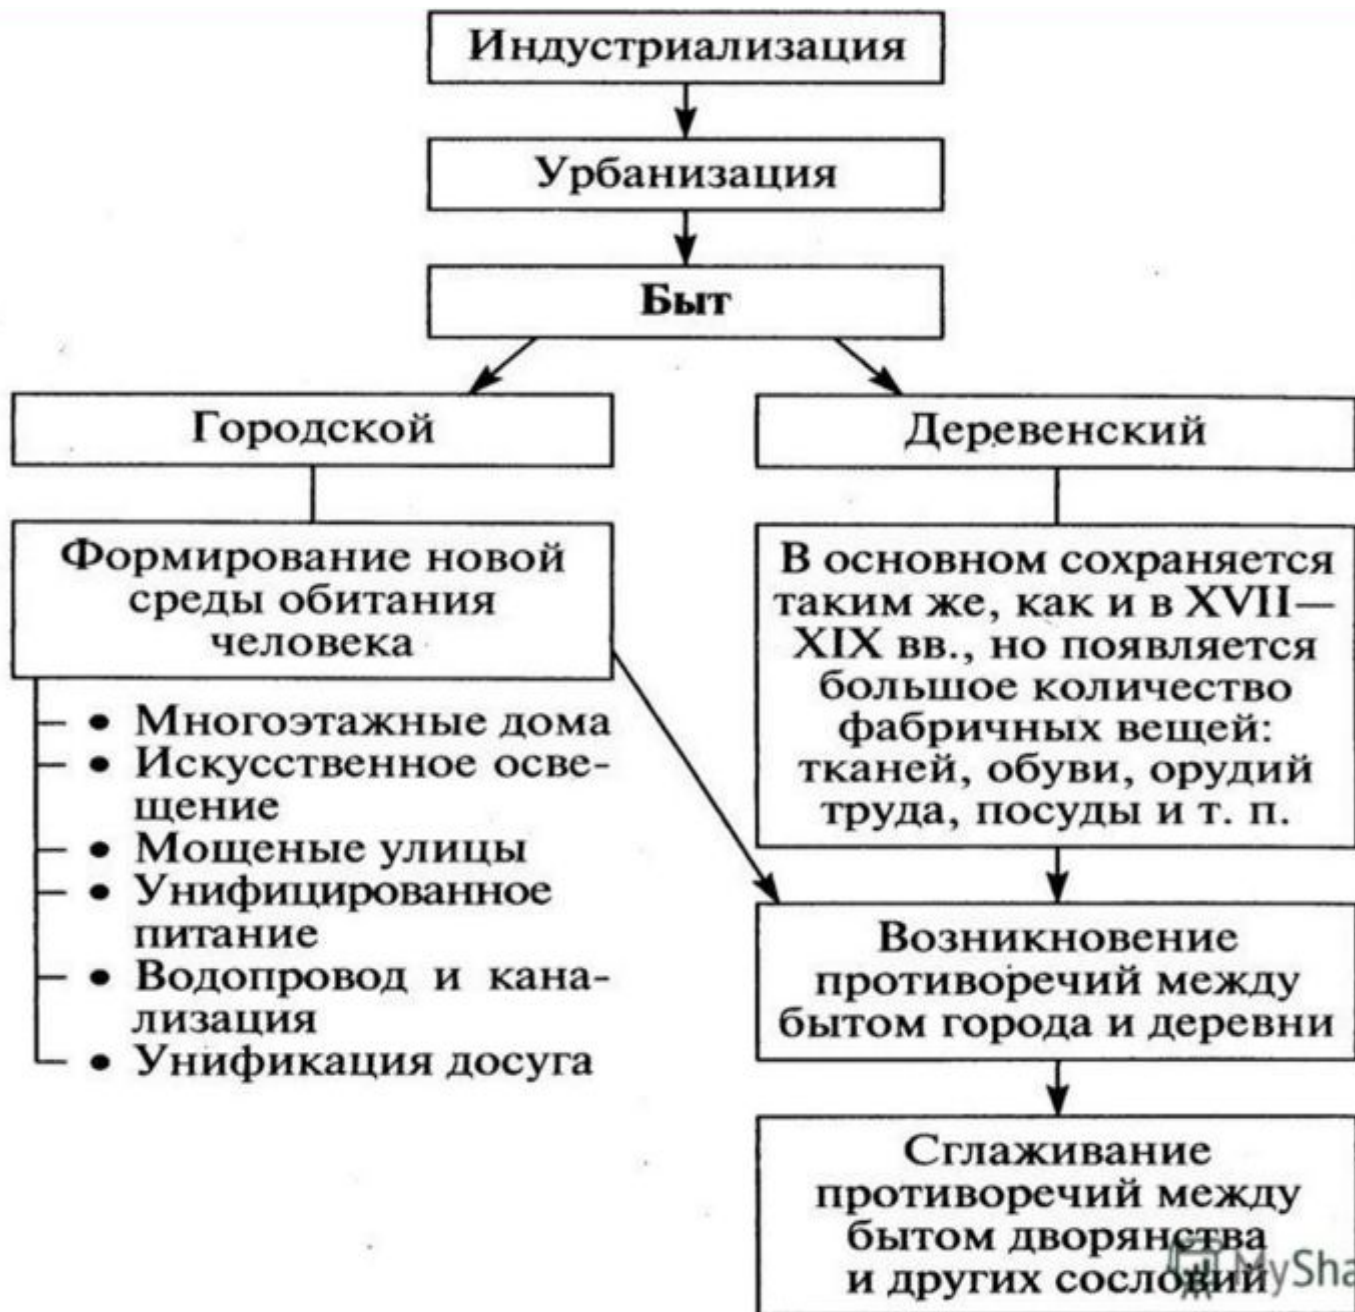 Индустриализация
Урбанизация
Быт
Городской
Формирование новой
среды обитания
человека
• Многоэтажные дома
• Искусственное осве-
щение
• Мощеные улицы
• Унифицированное
питание
• Водопровод и кана-
лизация
• Унификация досуга
Деревенский
В основном сохраняется
таким же, как и в XVII—
XIX вв., но появляется
большое количество
фабричных вещей:
тканей, обуви, орудий
труда, посуды и т. п.
Возникновение
противоречий между
бытом города и деревни
Сглаживание
противоречий между
бытом дворянства
и других сословий
MySha